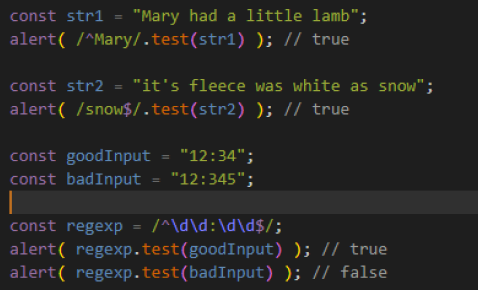 const str1 = "Mary had a little lamb";
alert( /^Mary/.test(str1) ); // true
const str2 = "it's fleece was white as snow";
alert( /snow$/.test(str2) ); // true
const goodInput = "12:34";
const badInput = "12:345";
const regexp = /^\d\d:\d\d$/;
alert( regexp.test(goodInput) ); // true
alert( regexp.test(badInput) ); // false